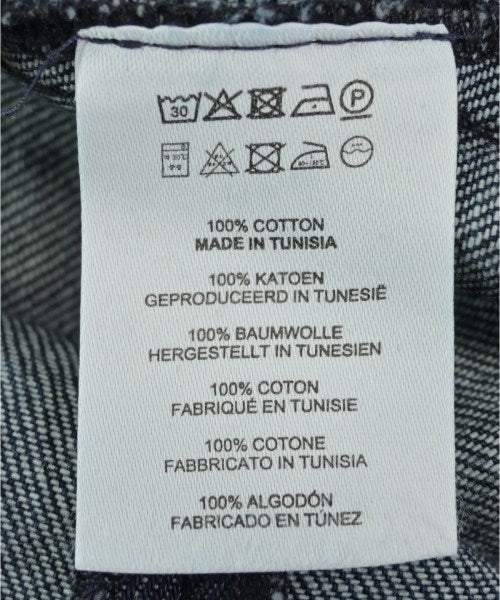 30
P
100% COTTON
MADE IN TUNISIA
100% KATOEN
GEPRODUCEERD IN TUNESIË
100% BAUMWOLLE
HERGESTELLT IN TUNESIEN
100% COTON
FABRIQUÉ EN TUNISIE
100% COTONE
FABBRICATO IN TUNISIA
100% ALGODÓN
FABRICADO EN TÚNEZ